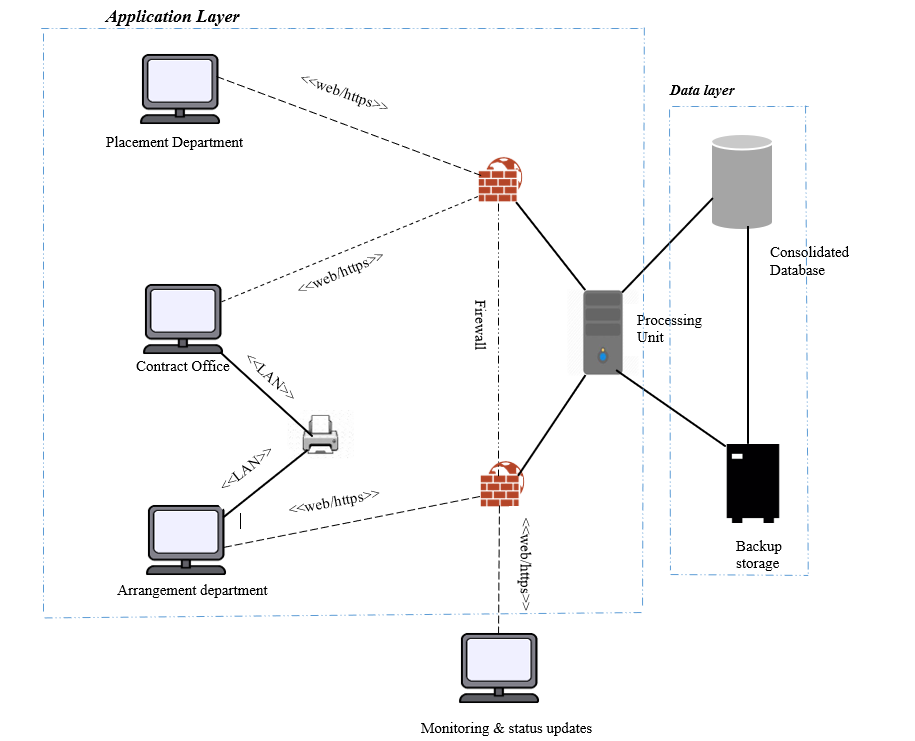 Application Layer
<<web/https>>
Data layer
Placement Department
<<web/https>>
Consolidated
Database
Firewall
Processing
Unit
Contract Office
<<LAN>>
<<LAN>>
<<web/https>>
<<web/https>>
Backup
storage
Arrangement department
Monitoring & status updates